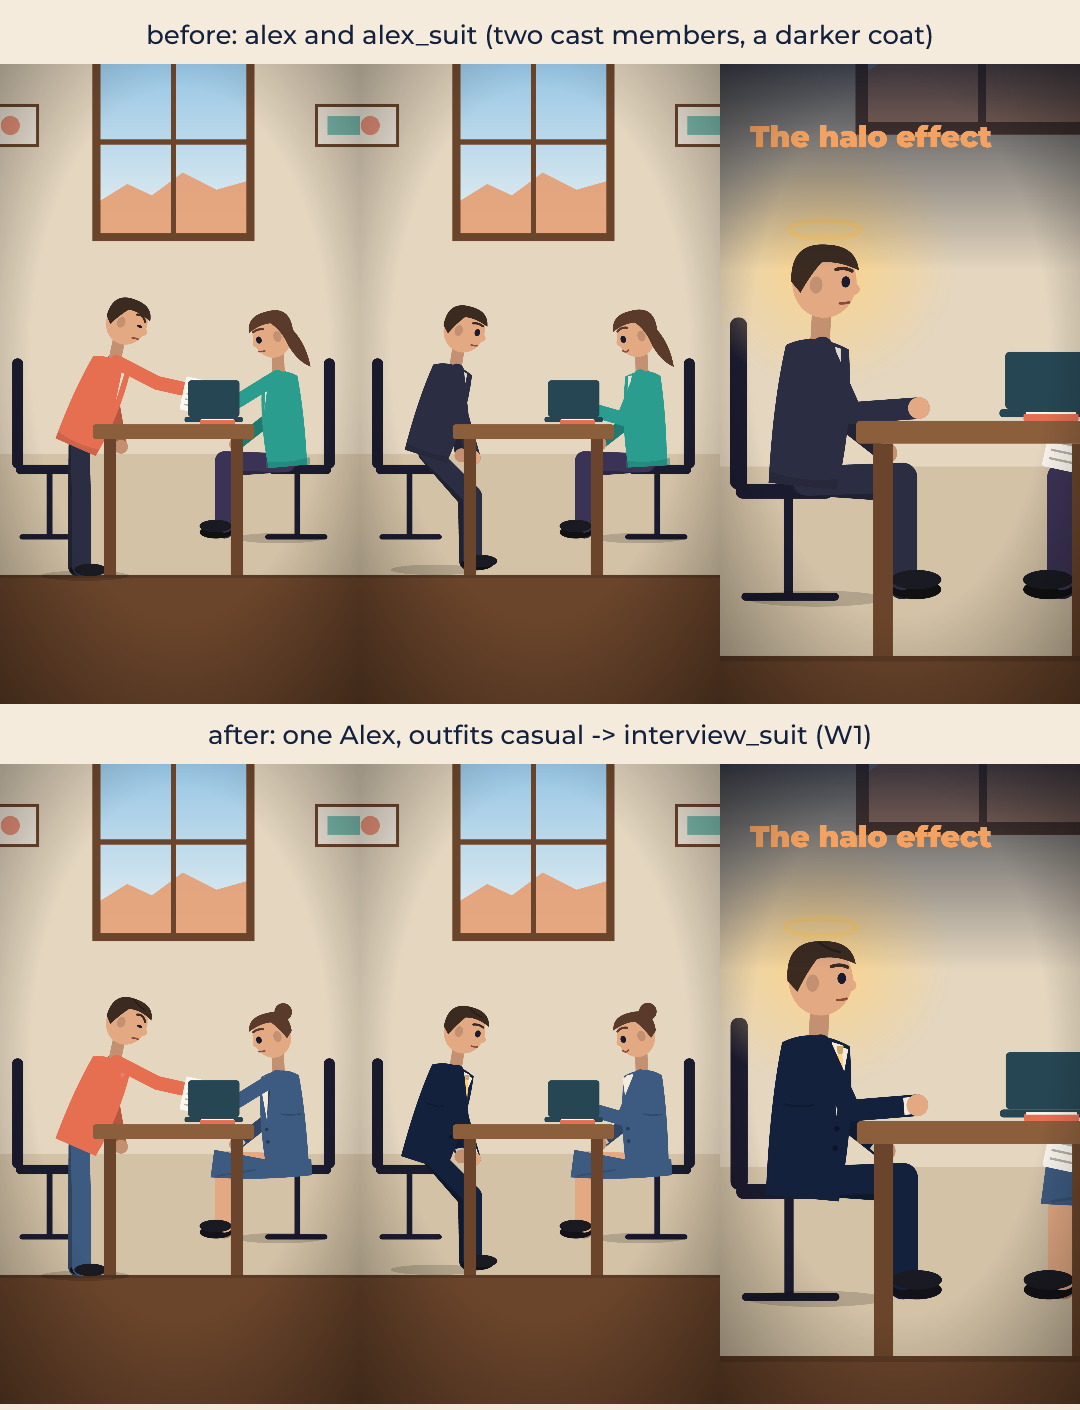 before: alex and alex_suit (two cast members, a darker coat)
The halo effect
after: one Alex, outfits casual -> interview_suit (W1)
The halo effect